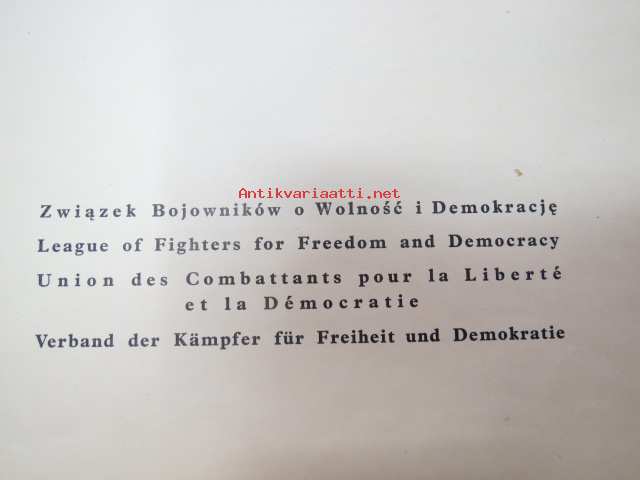 Antikvariaatti.net
Związek Bojowników o Wolność i Demokrację
League of Fighters for Freedom and Democracy
Union des Combattants pour la Liberté
et la Démocratie
Verband der Kämpfer für Freiheit und Demokratie